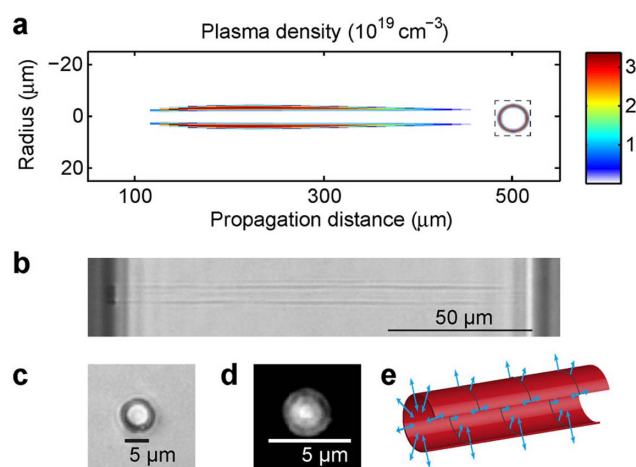 a
Plasma density (10¹⁹ cm⁻³)
Radius (μm)
−20
0
20
100
300
500
Propagation distance (μm)
3
2
1
b
50 μm
c
5 μm
d
5 μm
e